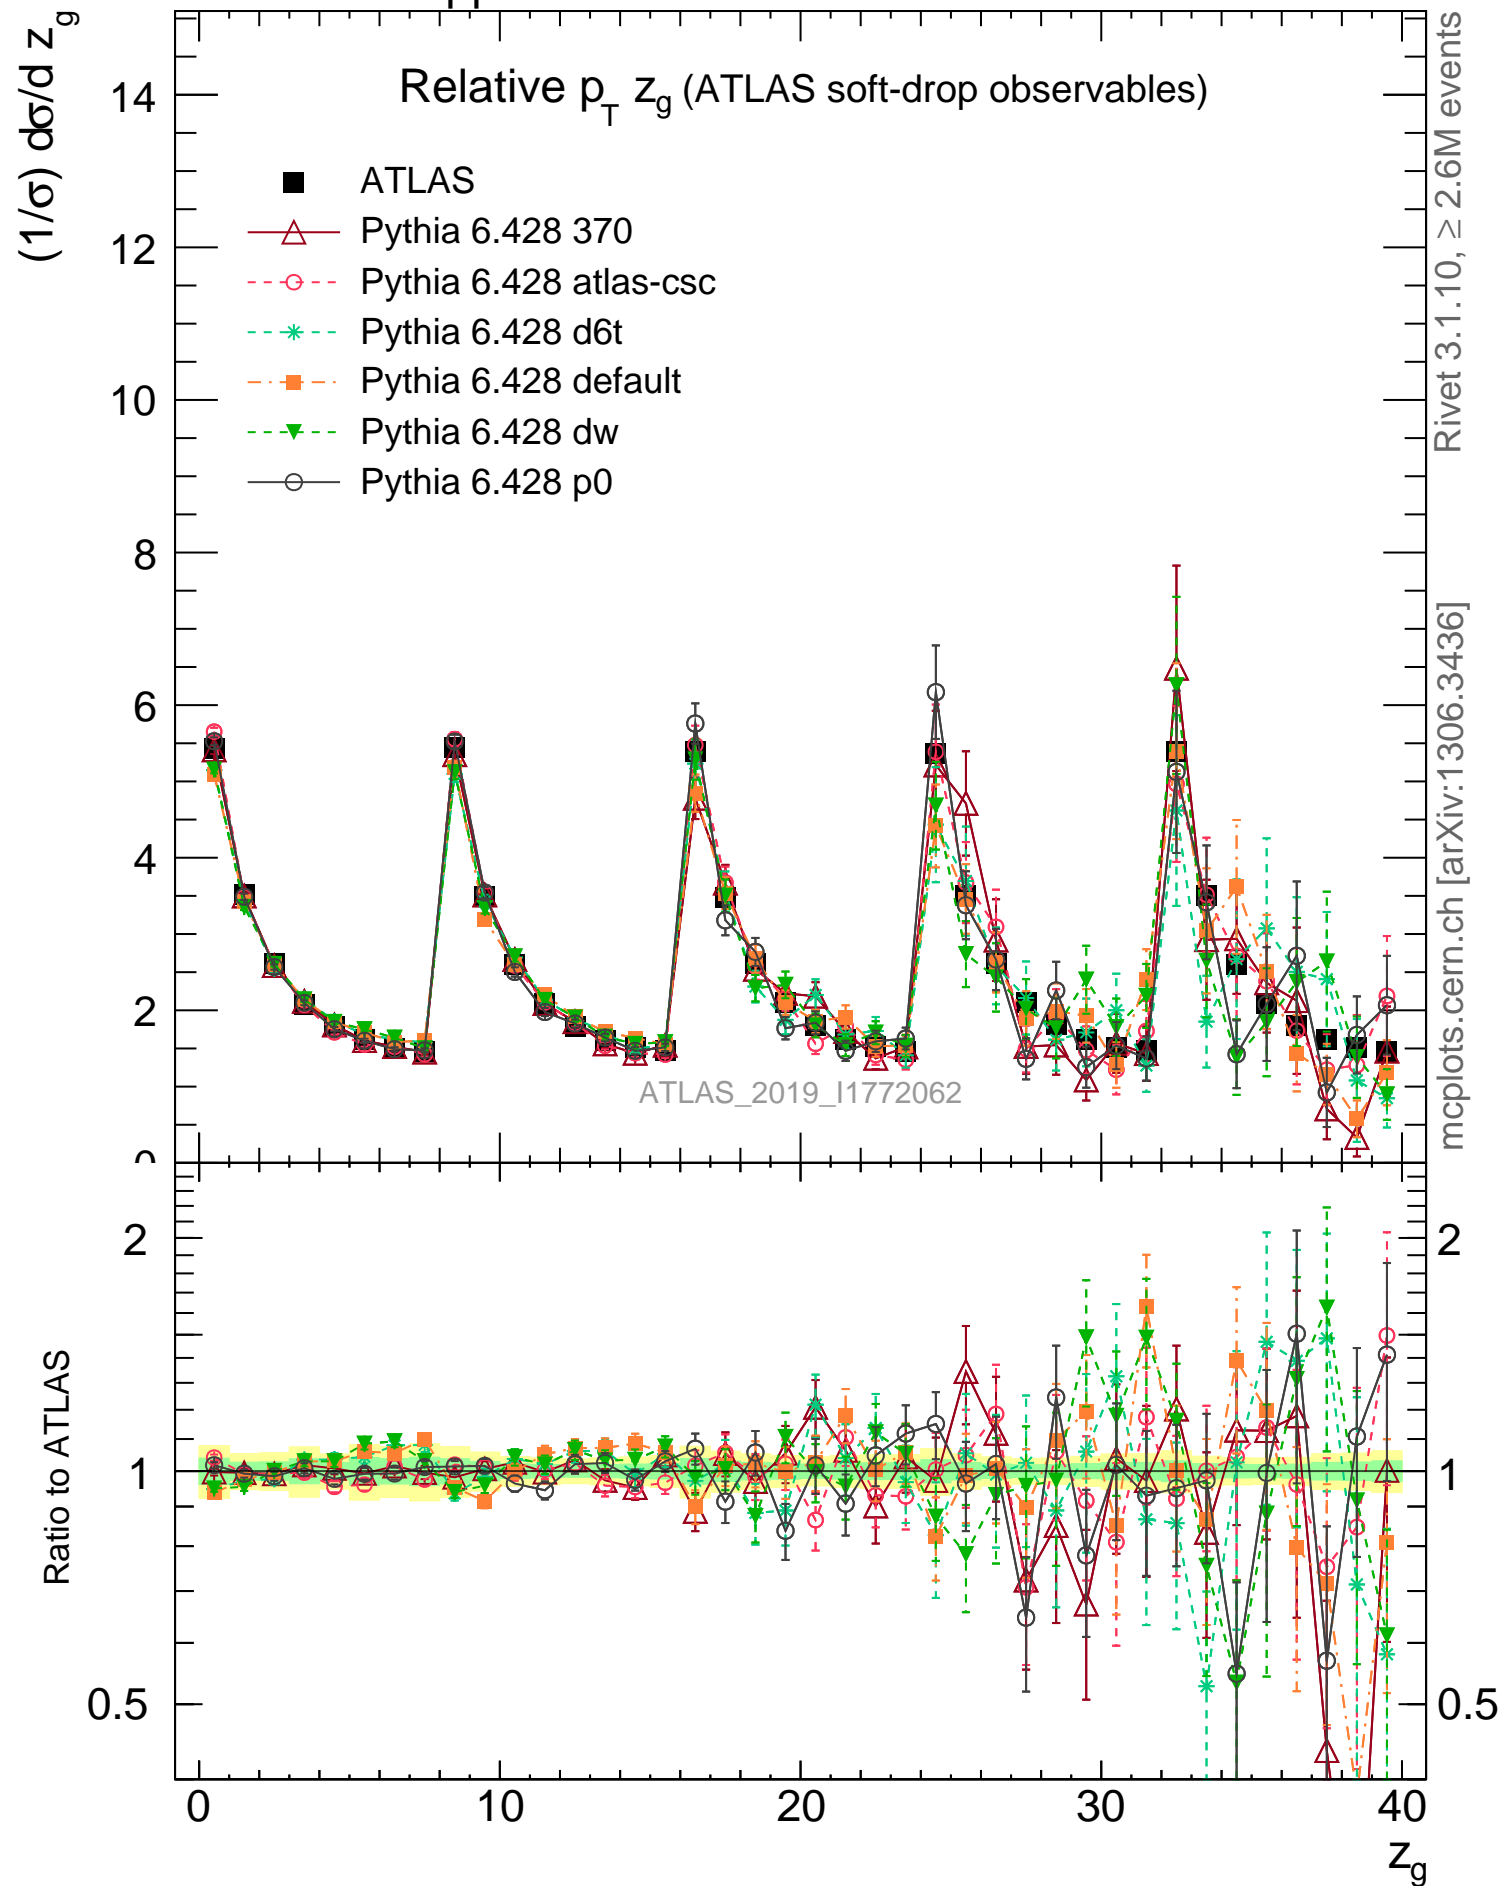 pp
(1/σ) dσ/d z_g
Relative p_T z_g (ATLAS soft-drop observables)
ATLAS
Pythia 6.428 370
Pythia 6.428 atlas-csc
Pythia 6.428 d6t
Pythia 6.428 default
Pythia 6.428 dw
Pythia 6.428 p0
14
12
10
8
6
4
2
0
ATLAS_2019_I1772062
Rivet 3.1.10, ≥ 2.6M events
mcplots.cern.ch [arXiv:1306.3436]
Ratio to ATLAS
2
1
0.5
2
1
0.5
0
10
20
30
40
z_g